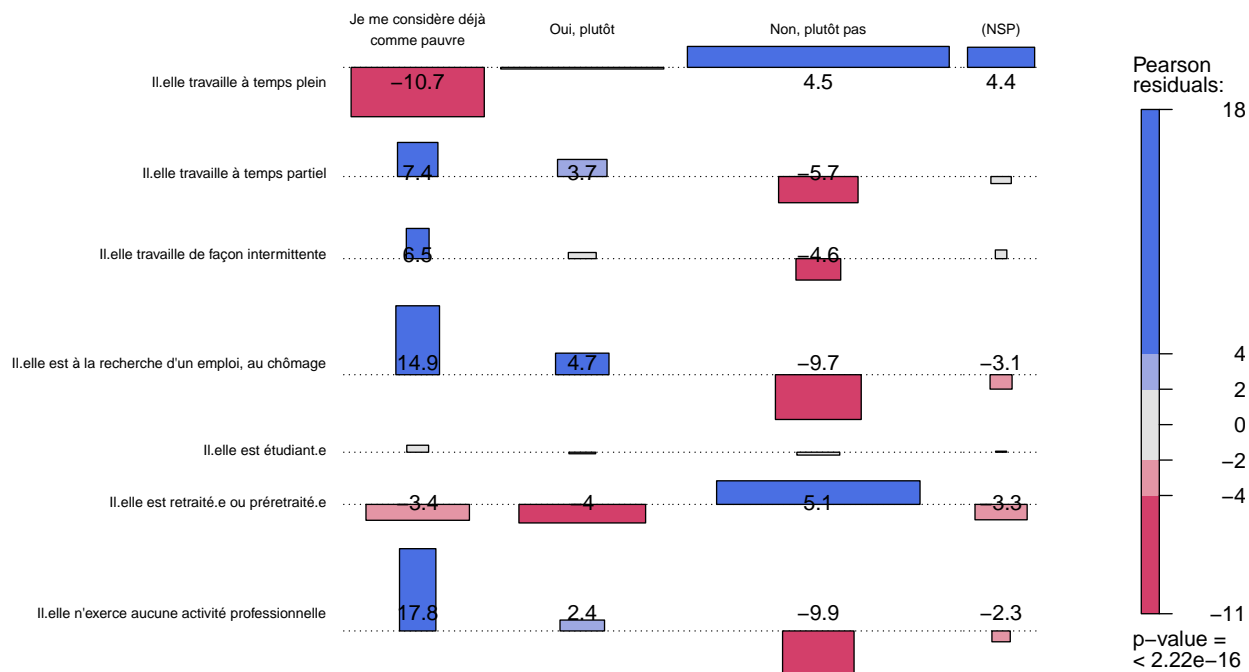 Je me considère déjà
comme pauvre
Oui, plutôt
Non, plutôt pas
(NSP)
Il.elle travaille à temps plein
−10.7
4.5
4.4
Il.elle travaille à temps partiel
7.4
3.7
−5.7
Il.elle travaille de façon intermittente
6.5
−4.6
Il.elle est à la recherche d'un emploi, au chômage
14.9
4.7
−9.7
−3.1
Il.elle est étudiant.e
Il.elle est retraité.e ou préretraité.e
−3.4
−4
5.1
−3.3
Il.elle n'exerce aucune activité professionnelle
17.8
2.4
−9.9
−2.3
Pearson
residuals:
18
4
2
0
−2
−4
−11
p−value =
< 2.22e−16